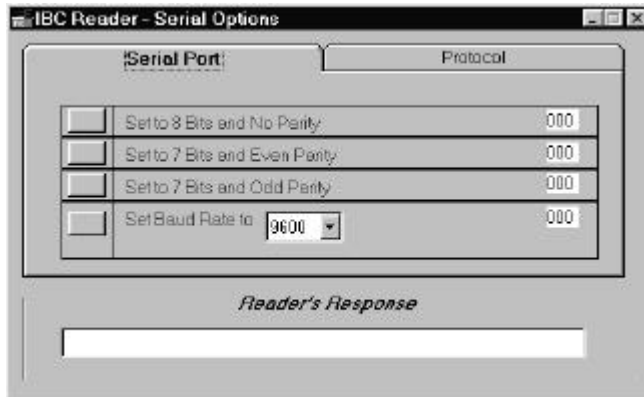 IBC Reader - Serial Options
Serial Port
Protocol
Set to 8 Bits and No Parity 000
Set to 7 Bits and Even Parity 000
Set to 7 Bits and Odd Parity 000
Set Baud Rate to 9600 000
Reader's Response